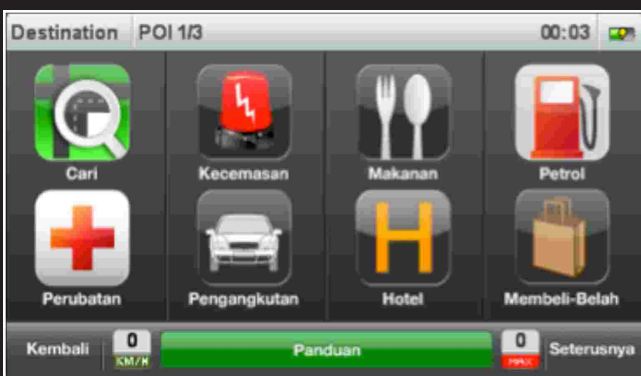 Destination POI 1/3 00:03
Cari Kecemasan Makanan Petrol
H
Perubatan Pengangkutan Hotel Membeli-Belah
Kembali 0 KM/H Panduan 0 MAX Seterusnya